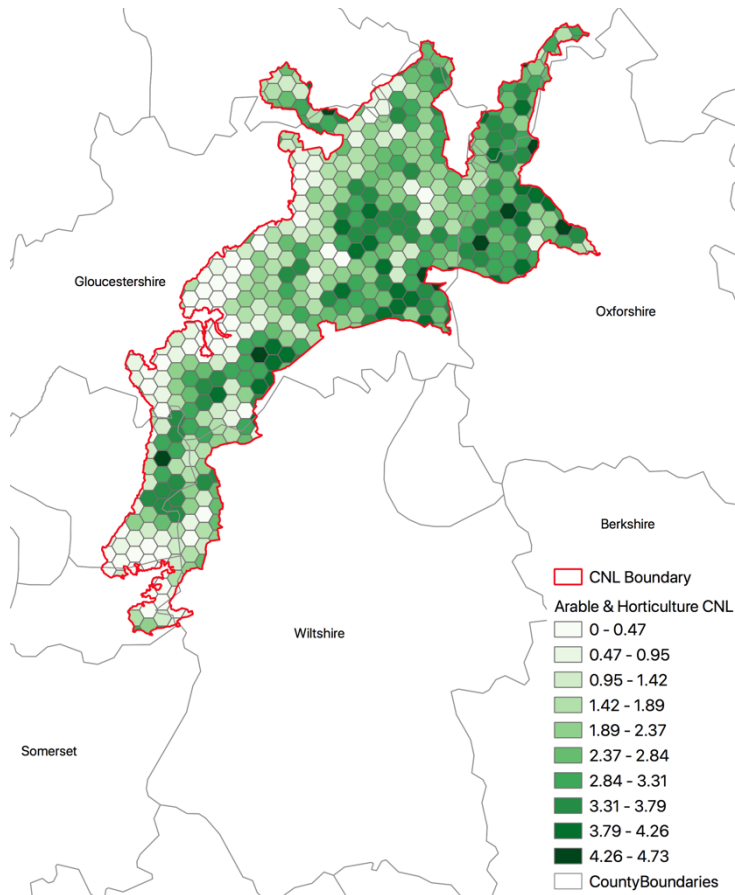 Gloucestershire
Oxforshire
Berkshire
Wiltshire
Somerset
CNL Boundary
Arable & Horticulture CNL
0 - 0.47
0.47 - 0.95
0.95 - 1.42
1.42 - 1.89
1.89 - 2.37
2.37 - 2.84
2.84 - 3.31
3.31 - 3.79
3.79 - 4.26
4.26 - 4.73
CountyBoundaries